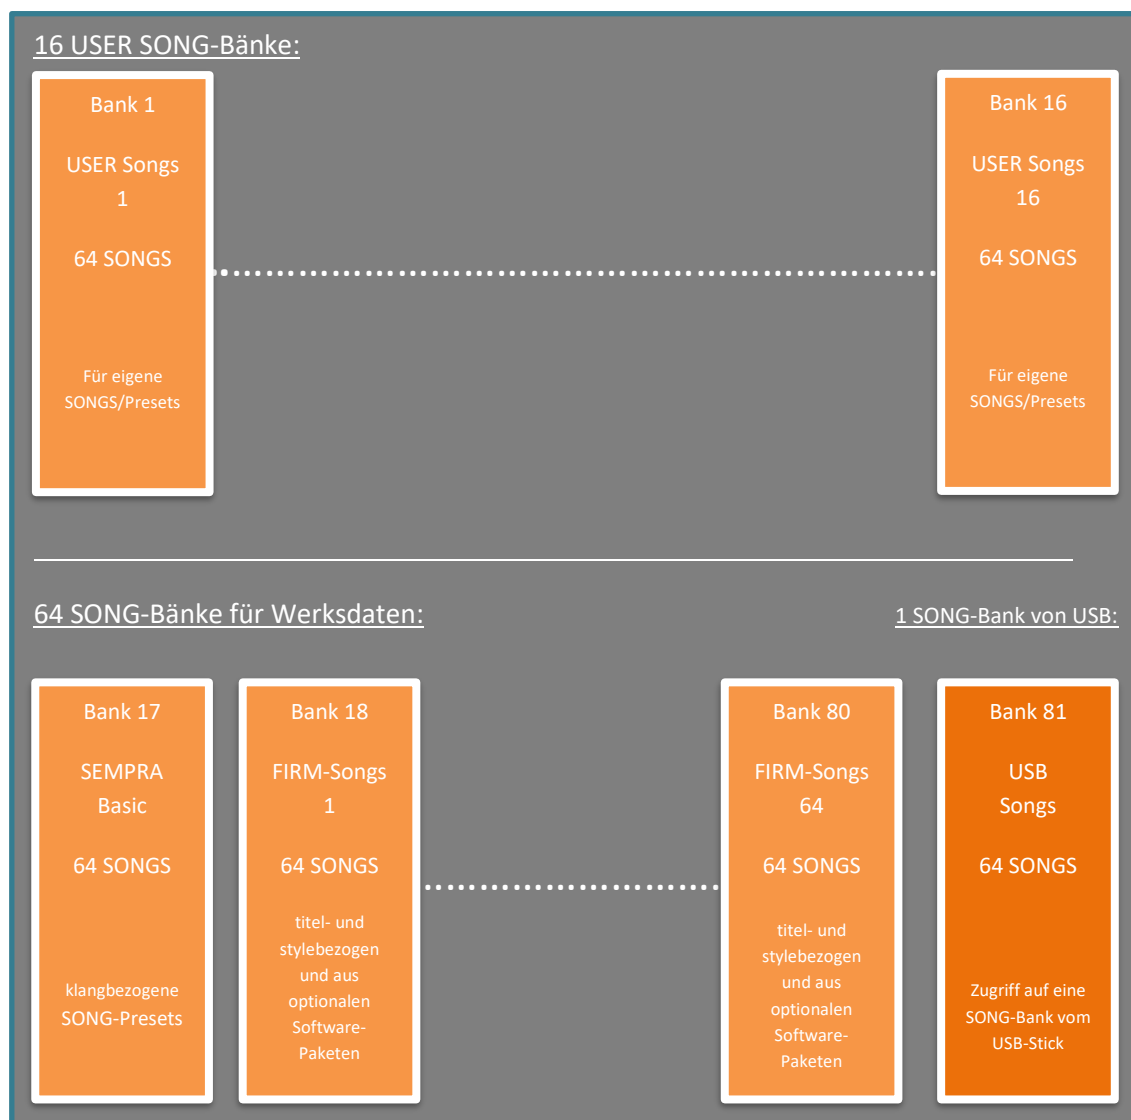 16 USER SONG-Bänke:
Bank 1
USER Songs
1
64 SONGS
Für eigene
SONGS/Presets
Bank 16
USER Songs
16
64 SONGS
Für eigene
SONGS/Presets
64 SONG-Bänke für Werksdaten:
1 SONG-Bank von USB:
Bank 17
SEMPRA
Basic
64 SONGS
klangbezogene
SONG-Presets
Bank 18
FIRM-Songs
1
64 SONGS
titel- und
stylebezogen
und aus
optionalen
Software-
Paketen
Bank 80
FIRM-Songs
64
64 SONGS
titel- und
stylebezogen
und aus
optionalen
Software-
Paketen
Bank 81
USB
Songs
64 SONGS
Zugriff auf eine
SONG-Bank vom
USB-Stick